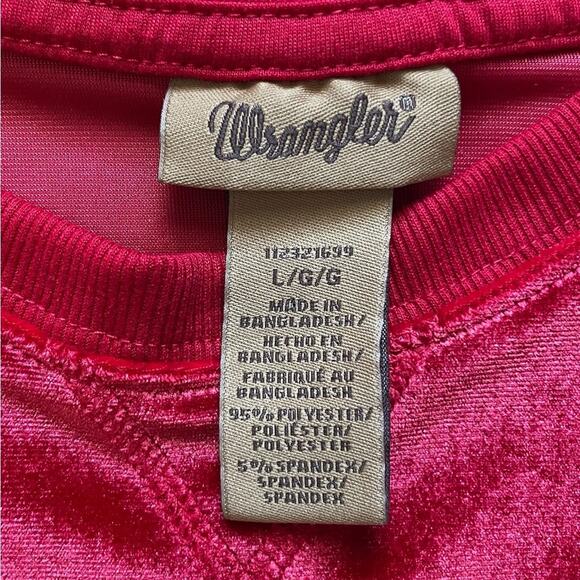 Wrangler®
112321699
L/G/G
MADE IN
BANGLADESH/
HECHO EN
BANGLADESH/
FABRIQUÉ AU
BANGLADESH
95% POLYESTER/
POLIÉSTER/
POLYESTER
5% SPANDEX/
SPANDEX/
SPANDEX